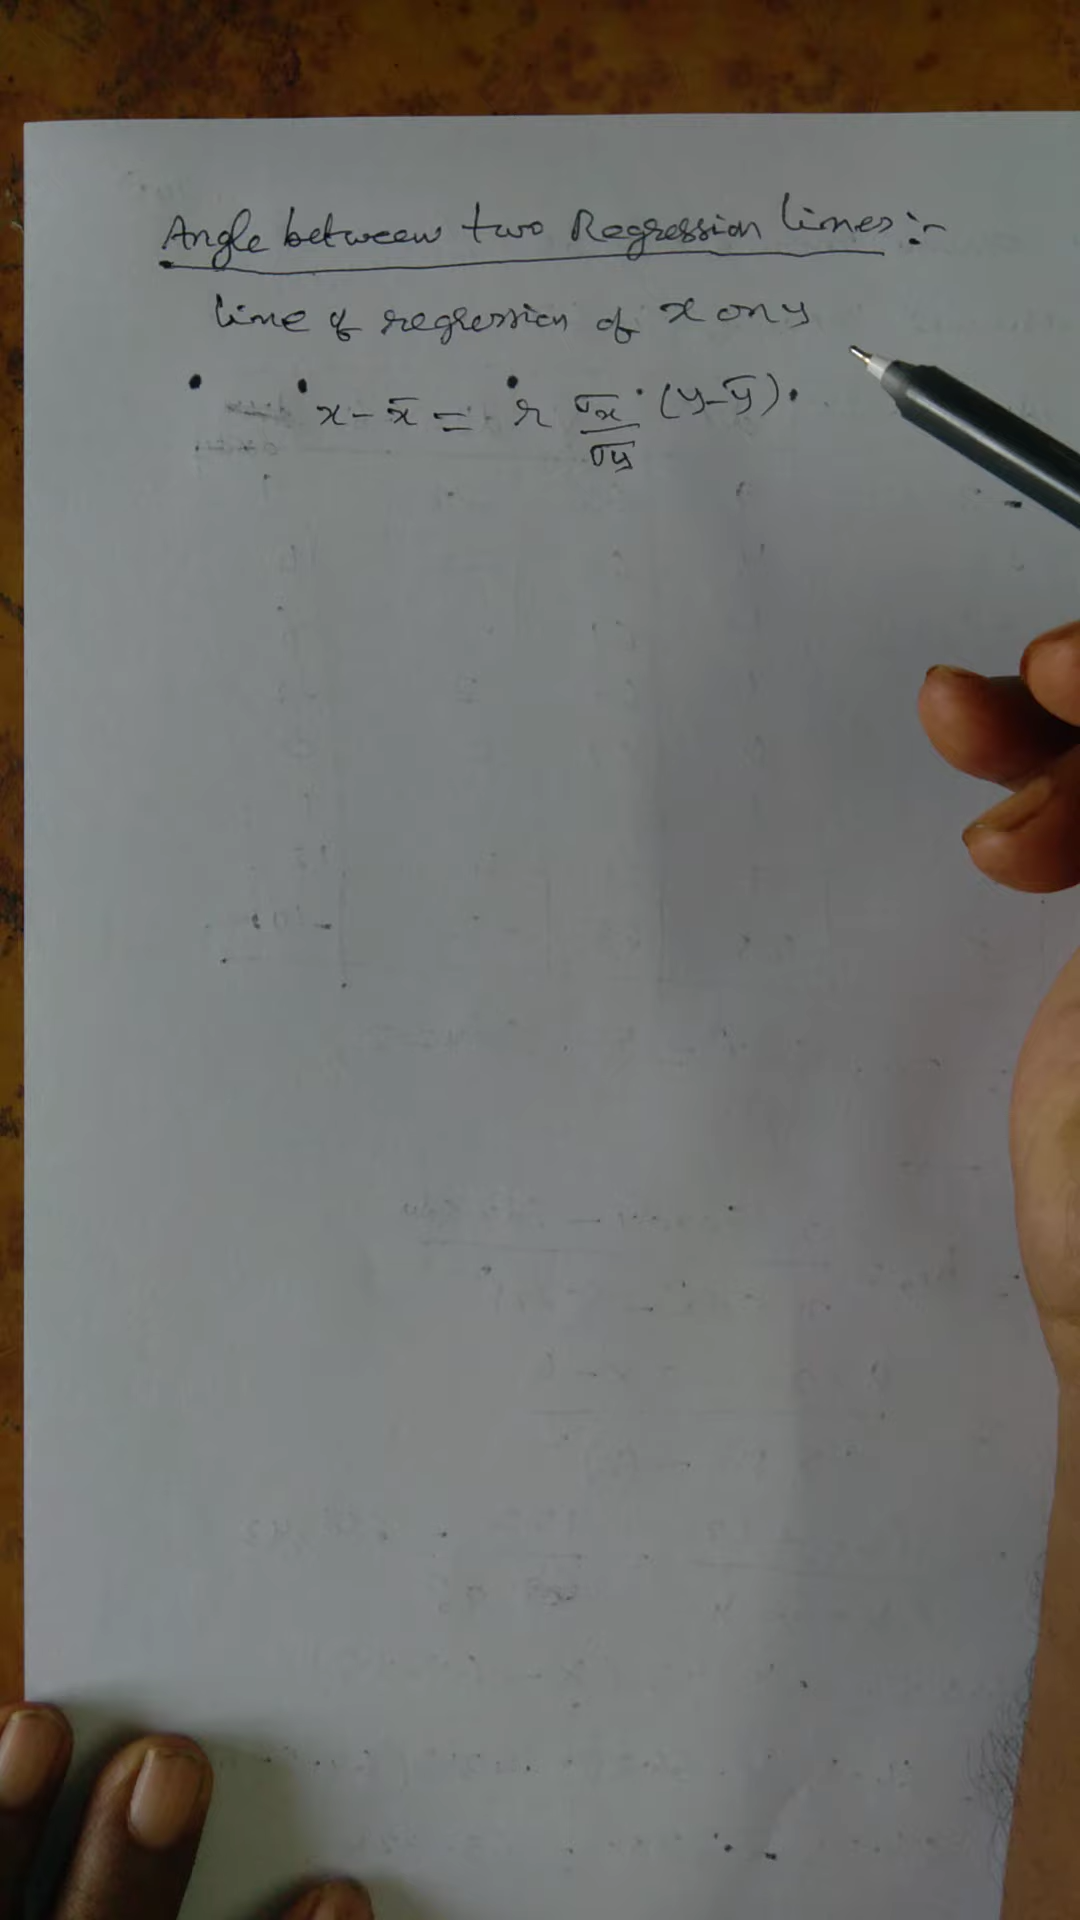 Angle between two Regression lines :-
line of regression of x on y
x - x̄ = r σx/σy (y - ȳ).